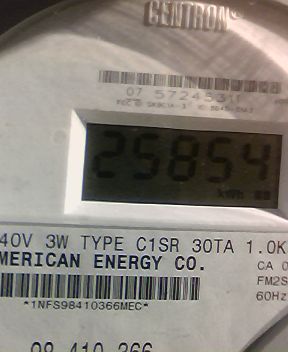 CENTRON
07 5724531
25854
kWh
40V 3W TYPE C1SR 30TA 1.0K
MERICAN ENERGY CO.
CA 0
FM2S
60Hz
*1NFS98410366MEC*
98 410 366